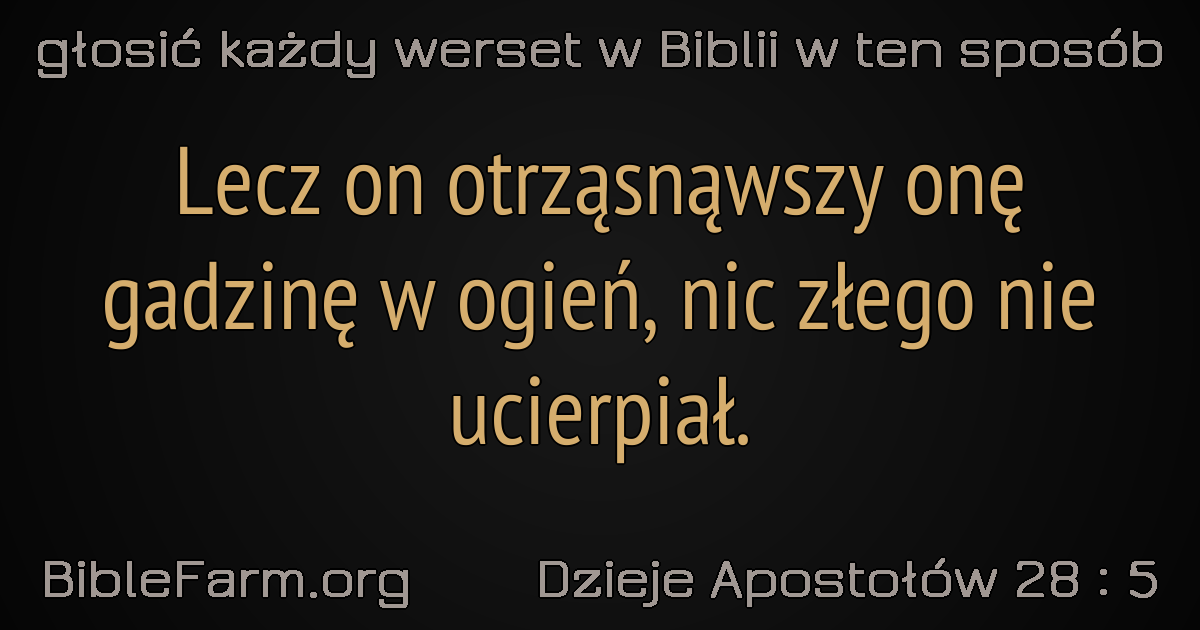 głosić każdy werset w Biblii w ten sposób
Lecz on otrząsnąwszy onę
gadzinę w ogień, nic złego nie
ucierpiał.
BibleFarm.org Dzieje Apostołów 28 : 5